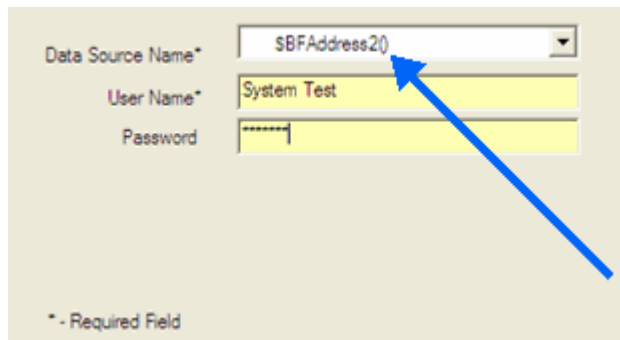 Data Source Name* $BFAddress2()
User Name* System Test
Password *******
* - Required Field